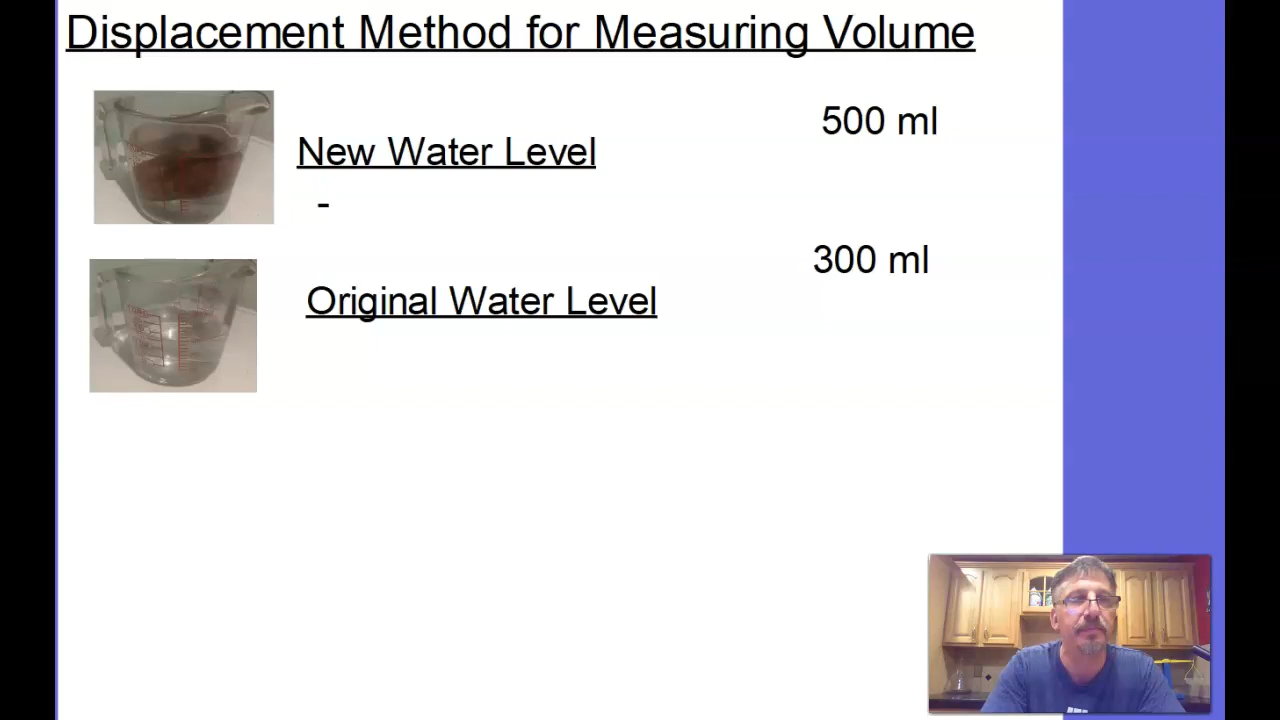 Displacement Method for Measuring Volume
500 ml
New Water Level
-
300 ml
Original Water Level